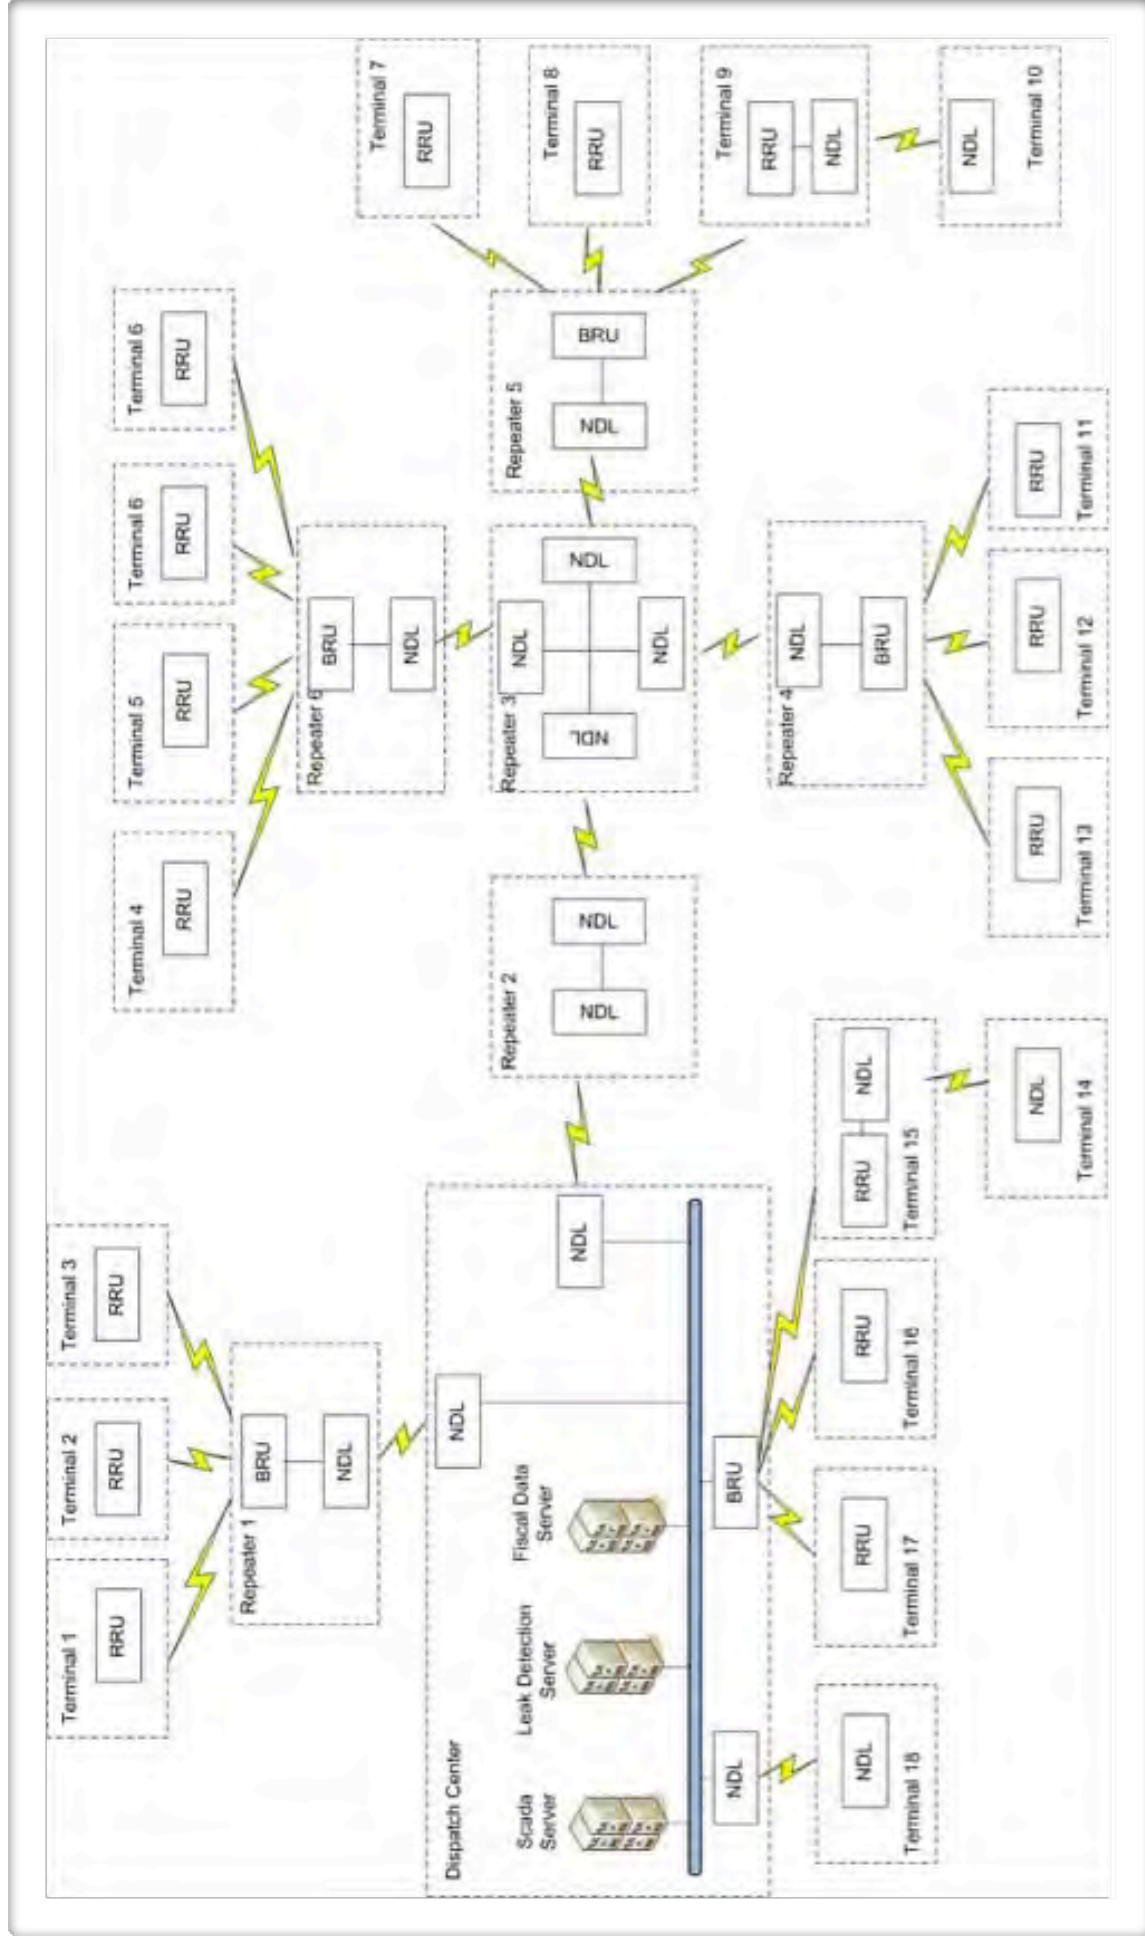 Terminal 1
RRU
Terminal 2
RRU
Terminal 3
RRU
Terminal 4
RRU
Terminal 5
RRU
Terminal 6
RRU
Terminal 6
RRU
Terminal 7
RRU
Repeater 1
BRU
NDL
Repeater 6
BRU
NDL
Terminal 8
RRU
Dispatch Center
NDL
Scada
Server
Leak Detection
Server
Fiscal Data
Server
NDL
NDL
BRU
Repeater 2
NDL
NDL
Repeater 3
NDL
NDL
NDL
NDL
Repeater 5
NDL
BRU
Terminal 9
RRU
NDL
Repeater 4
NDL
BRU
NDL
Terminal 10
NDL
Terminal 18
RRU
Terminal 17
RRU
Terminal 16
RRU
NDL
Terminal 15
NDL
Terminal 14
RRU
Terminal 13
RRU
Terminal 12
RRU
Terminal 11